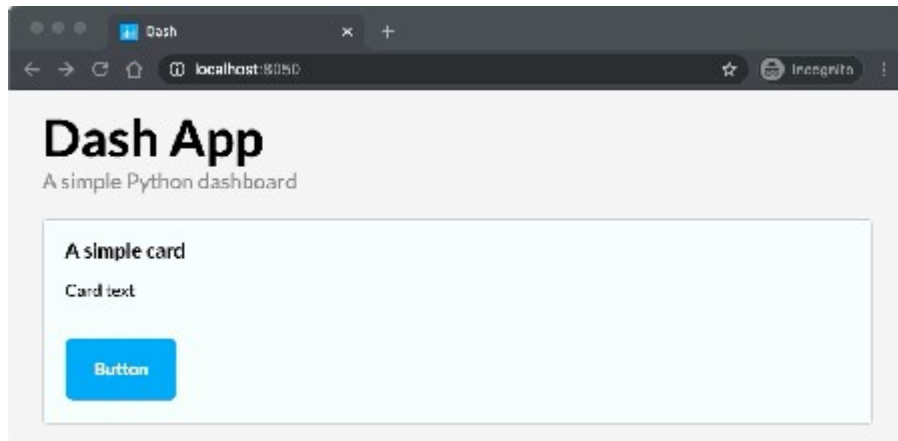 Dash
localhost:8050
Incognito
Dash App
A simple Python dashboard
A simple card
Card text
Button